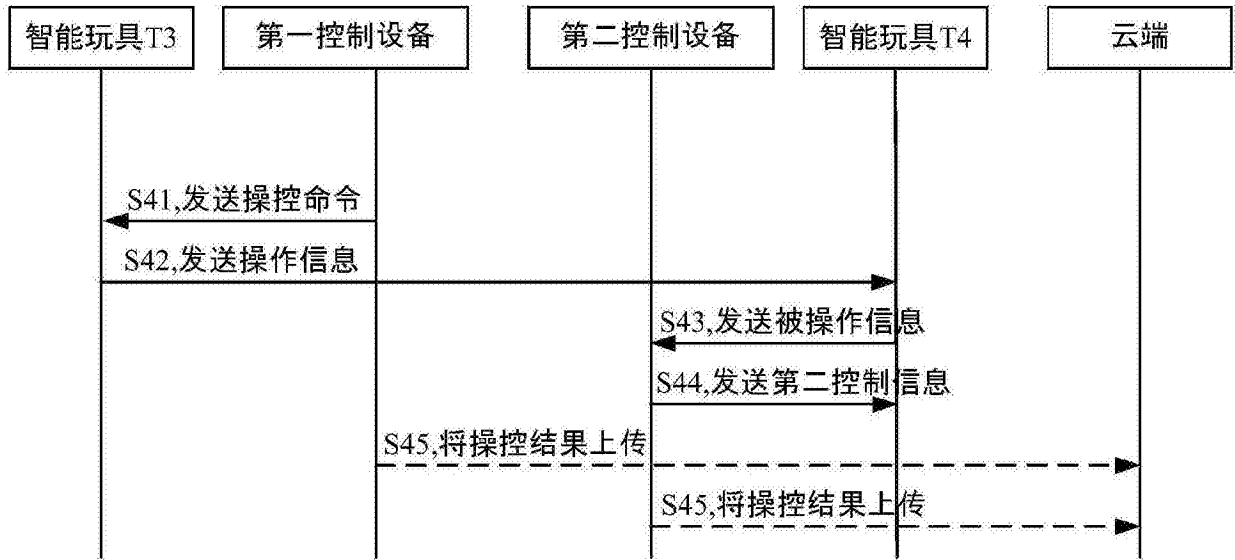 智能玩具T3
第一控制设备
第二控制设备
智能玩具T4
云端
S41,发送操控命令
S42,发送操作信息
S43,发送被操作信息
S44,发送第二控制信息
S45,将操控结果上传
S45,将操控结果上传